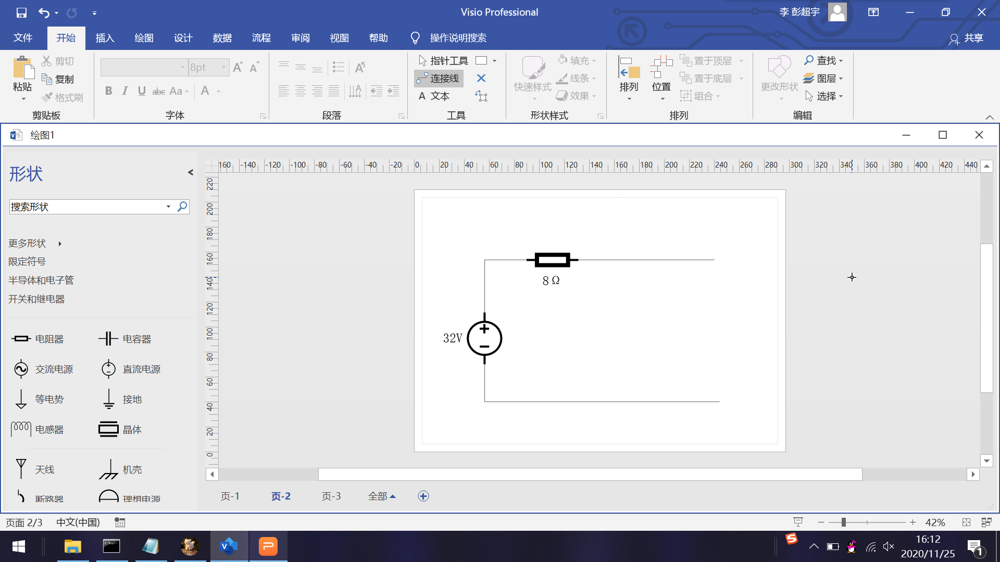 Visio Professional
李 彭超宇
文件 开始 插入 绘图 设计 数据 流程 审阅 视图 帮助 操作说明搜索 共享
粘贴 剪切 复制 格式刷
剪贴板
8pt
B I U abc Aa A
字体
段落
指针工具
连接线
A 文本
工具
快速样式 填充 线条 效果
形状样式
排列 位置 置于顶层 置于底层 组合
排列
更改形状 查找 图层 选择
编辑
绘图1
形状
搜索形状
更多形状
限定符号
半导体和电子管
开关和继电器
电阻器 电容器
交流电源 直流电源
等电势 接地
电感器 晶体
天线 机壳
断路器 理想电源
160 -140 -120 -100 -80 -60 -40 -20 0 20 40 60 80 100 120 140 160 180 200 220 240 260 280 300 320 340 360 380 400 420 440
220 200 180 160 140 120 100 80 60 40 20 0
8Ω
32V
页-1 页-2 页-3 全部
页面 2/3 中文(中国) 42%
16:12
2020/11/25
1